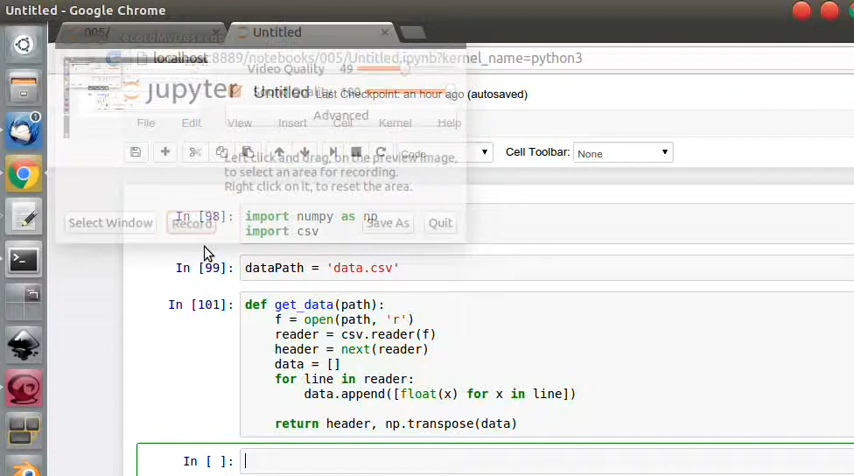 Untitled - Google Chrome
005/
Untitled
localhost:8889/notebooks/005/Untitled.ipynb?kernel_name=python3
Video Quality 49
jupyter Untitled Last Checkpoint: an hour ago (autosaved)
Sound Quality 100
Advanced
File Edit View Insert Cell Kernel Help
Code
Cell Toolbar: None
Left click and drag, on the preview image,
to select an area for recording.
Right click on it, to reset the area.
Select Window Record Save As Quit
In [98]: import numpy as np
import csv
In [99]: dataPath = 'data.csv'
In [101]: def get_data(path):
f = open(path, 'r')
reader = csv.reader(f)
header = next(reader)
data = []
for line in reader:
data.append([float(x) for x in line])
return header, np.transpose(data)
In [ ]: